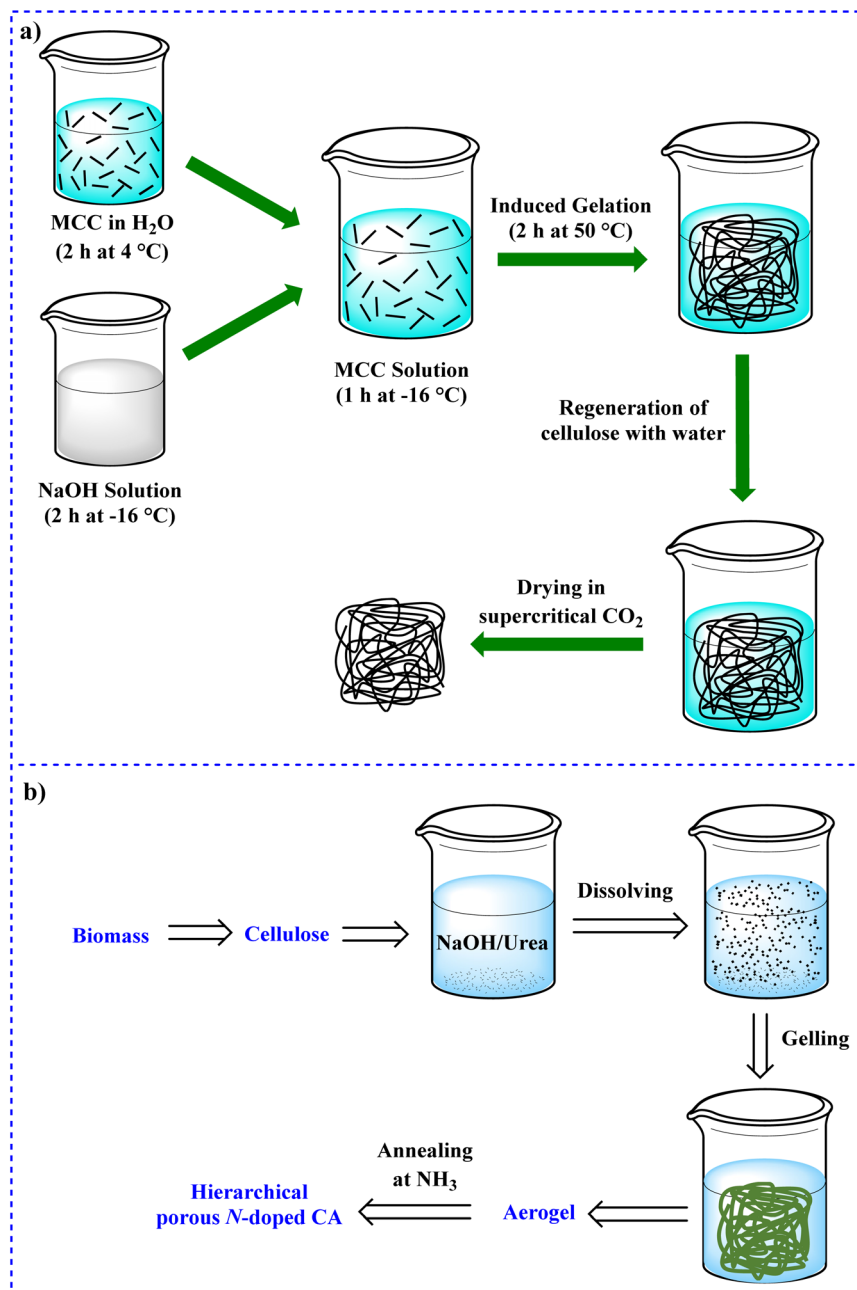 a)
MCC in H₂O
(2 h at 4 °C)
NaOH Solution
(2 h at -16 °C)
MCC Solution
(1 h at -16 °C)
Induced Gelation
(2 h at 50 °C)
Regeneration of
cellulose with water
Drying in
supercritical CO₂
b)
Biomass
Cellulose
NaOH/Urea
Dissolving
Gelling
Aerogel
Annealing
at NH₃
Hierarchical
porous N-doped CA